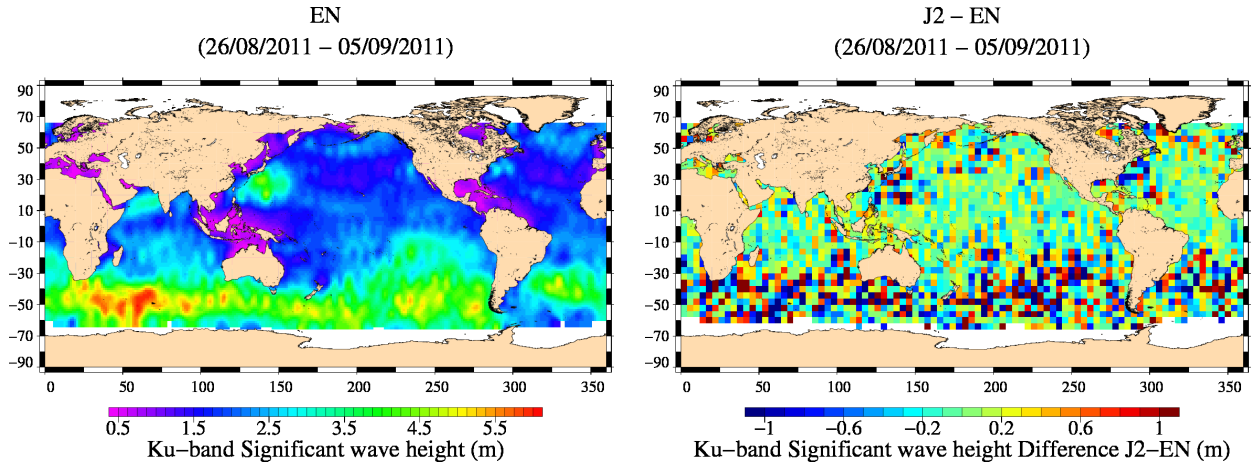 EN
(26/08/2011 − 05/09/2011)
90
70
50
30
10
−10
−30
−50
−70
−90
0 50 100 150 200 250 300 350
0.5 1.5 2.5 3.5 4.5 5.5
Ku−band Significant wave height (m)
J2 − EN
(26/08/2011 − 05/09/2011)
90
70
50
30
10
−10
−30
−50
−70
−90
0 50 100 150 200 250 300 350
−1 −0.6 −0.2 0.2 0.6 1
Ku−band Significant wave height Difference J2−EN (m)